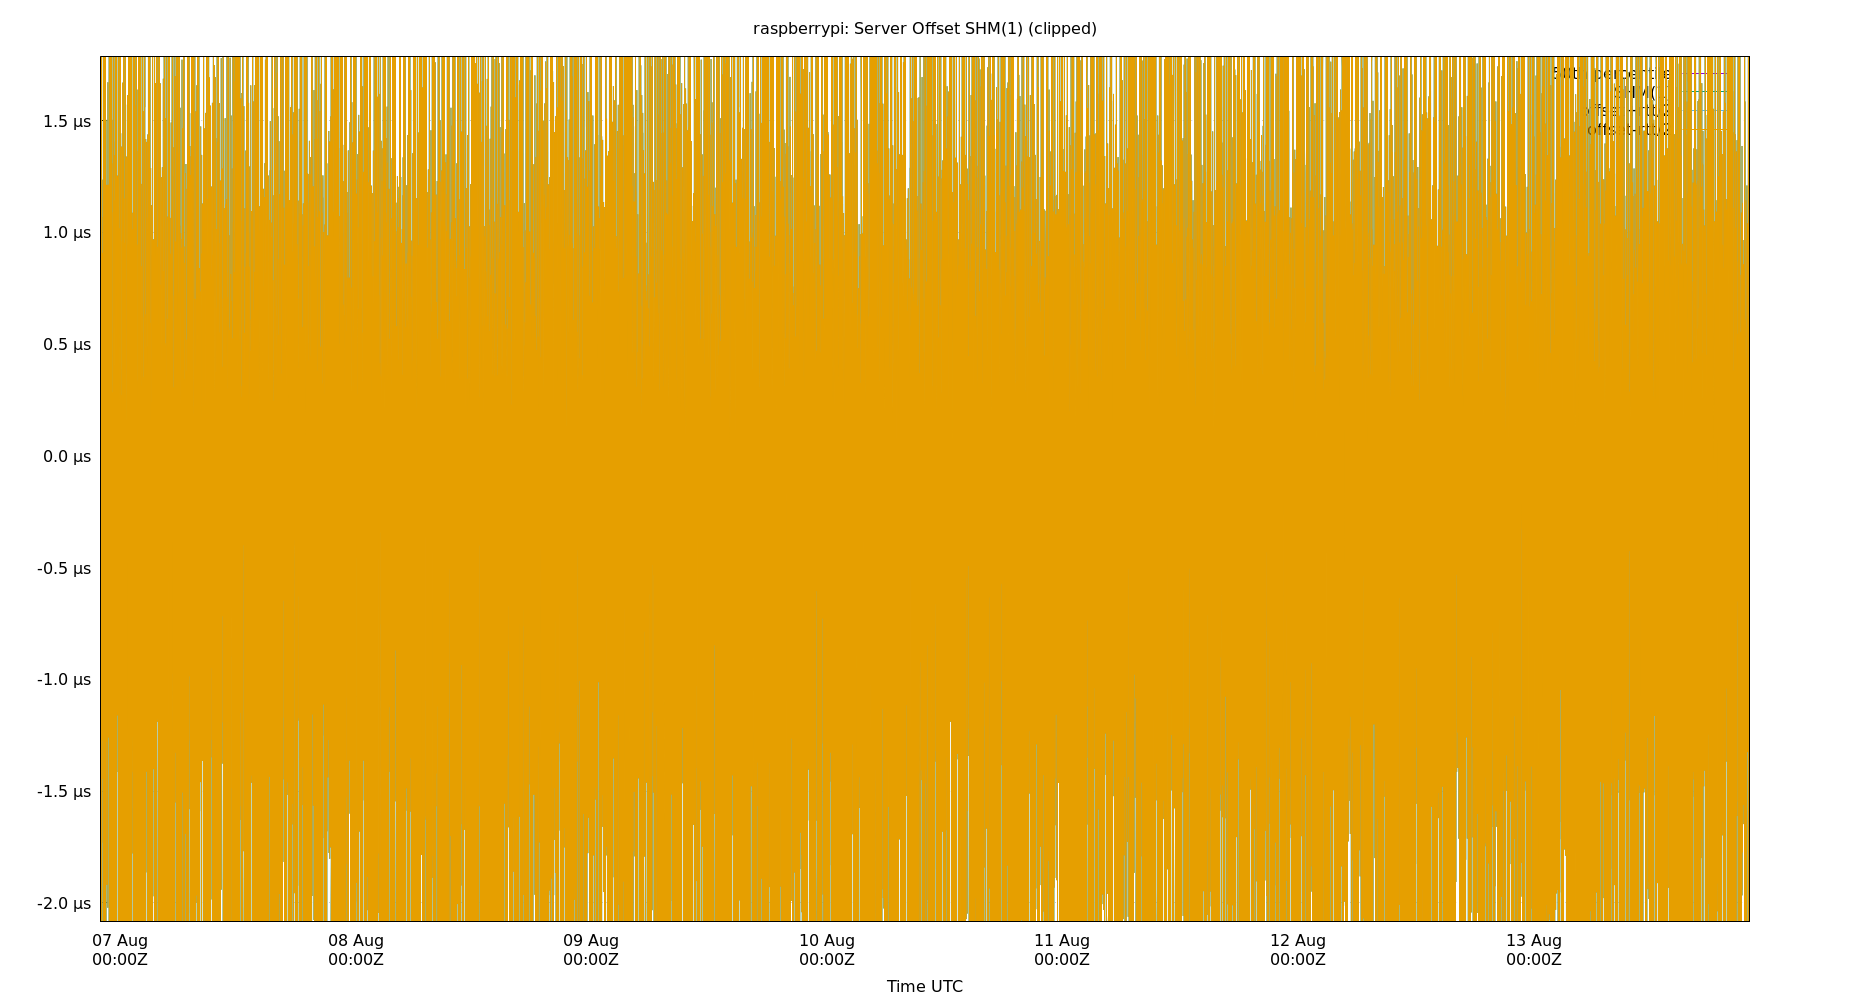 raspberrypi: Server Offset SHM(1) (clipped)
1.5 µs
1.0 µs
0.5 µs
0.0 µs
-0.5 µs
-1.0 µs
-1.5 µs
-2.0 µs
07 Aug 08 Aug 09 Aug 10 Aug 11 Aug 12 Aug 13 Aug
00:00Z 00:00Z 00:00Z 00:00Z 00:00Z 00:00Z 00:00Z
Time UTC